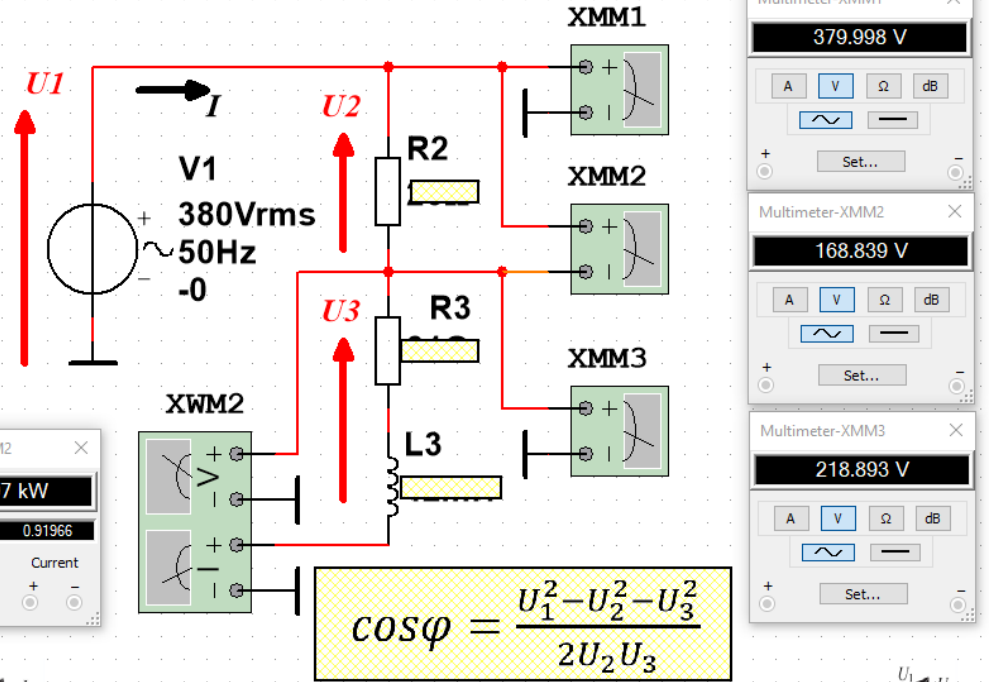 XMM1
Multimeter-XMM1
379.998 V
A V Ω dB
+ Set... −
U1
I
U2
R2
V1
380Vrms
50Hz
-0
XMM2
Multimeter-XMM2
168.839 V
A V Ω dB
+ Set... −
U3
R3
XMM3
XWM2
L3
Multimeter-XMM3
218.893 V
A V Ω dB
+ Set... −
M2
7 kW
0.91966
Current
+ −
V
I
cosφ = (U₁² − U₂² − U₃²) / (2U₂U₃)
U₁